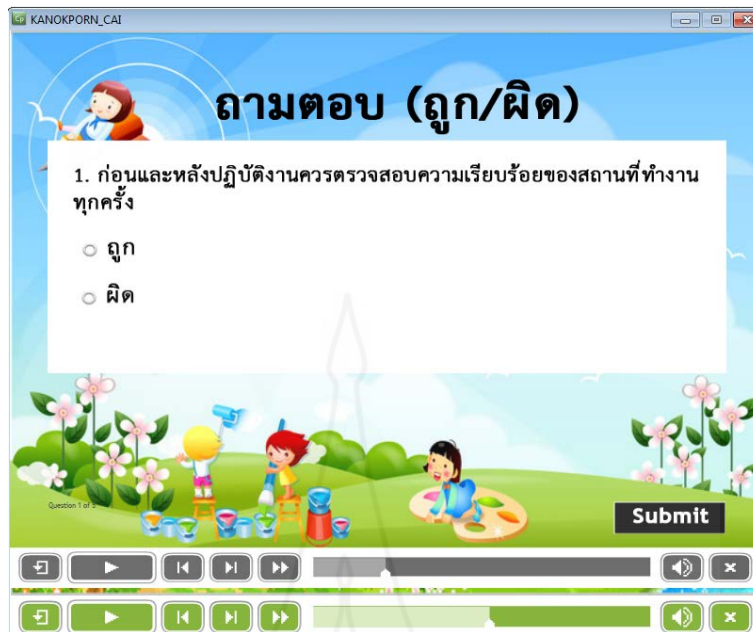 KANOKPORN_CAI
ถามตอบ (ถูก/ผิด)
1. ก่อนและหลังปฏิบัติงานควรตรวจสอบความเรียบร้อยของสถานที่ทำงาน
ทุกครั้ง
ถูก
ผิด
Question 1 of
Submit